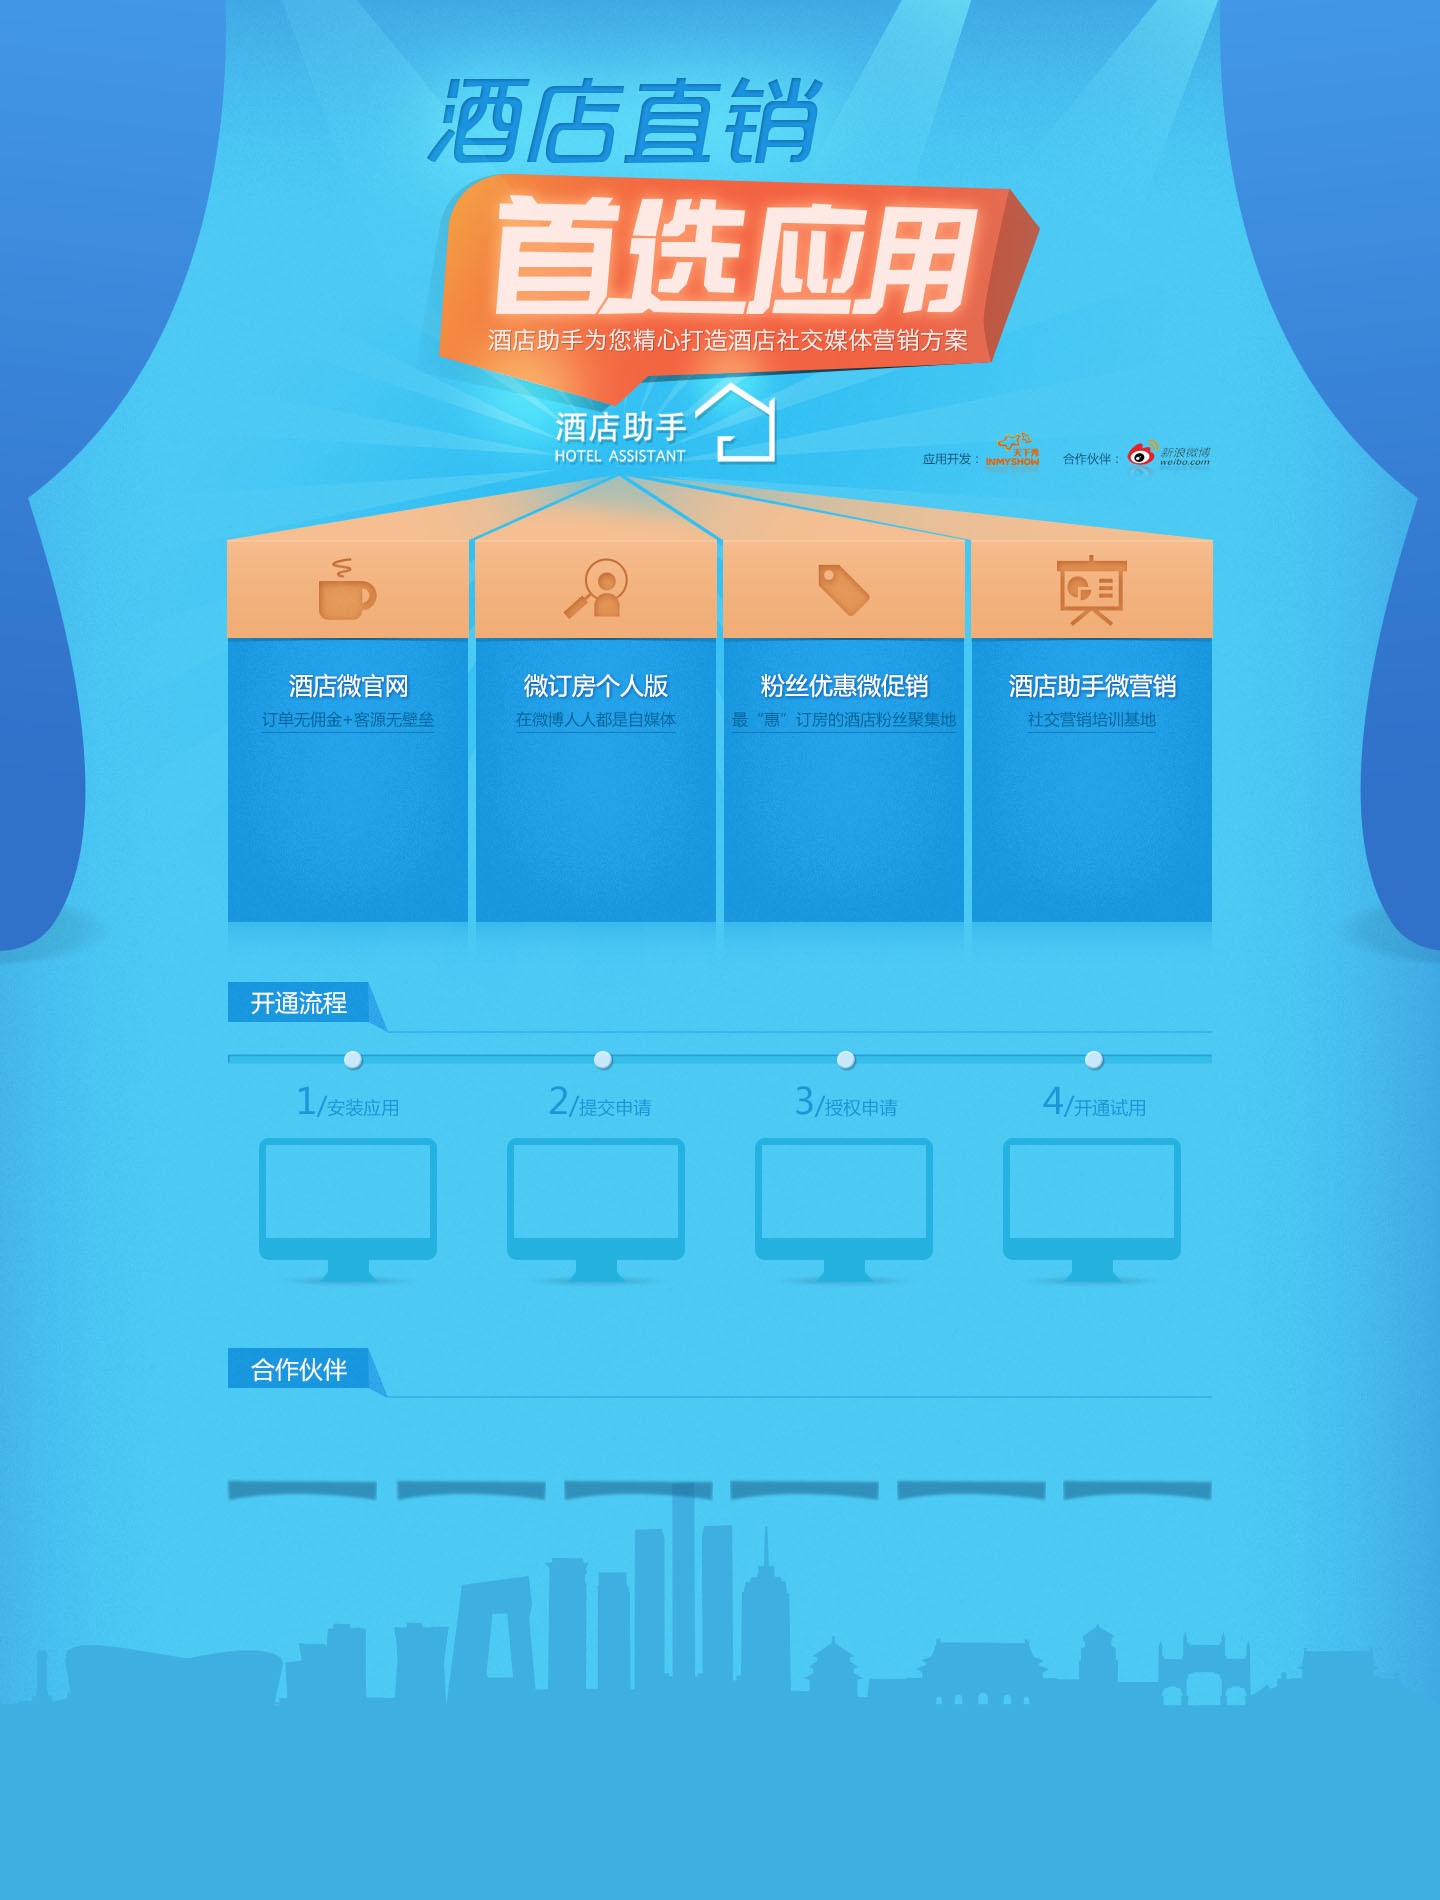 酒店直销
首选应用
酒店助手为您精心打造酒店社交媒体营销方案
酒店助手
HOTEL ASSISTANT
应用开发：
天下秀
INMYSHOW
合作伙伴：
新浪微博
weibo.com
酒店微官网
订单无佣金+客源无壁垒
微订房个人版
在微博人人都是自媒体
粉丝优惠微促销
最“惠”订房的酒店粉丝聚集地
酒店助手微营销
社交营销培训基地
开通流程
1/安装应用
2/提交申请
3/授权申请
4/开通试用
合作伙伴